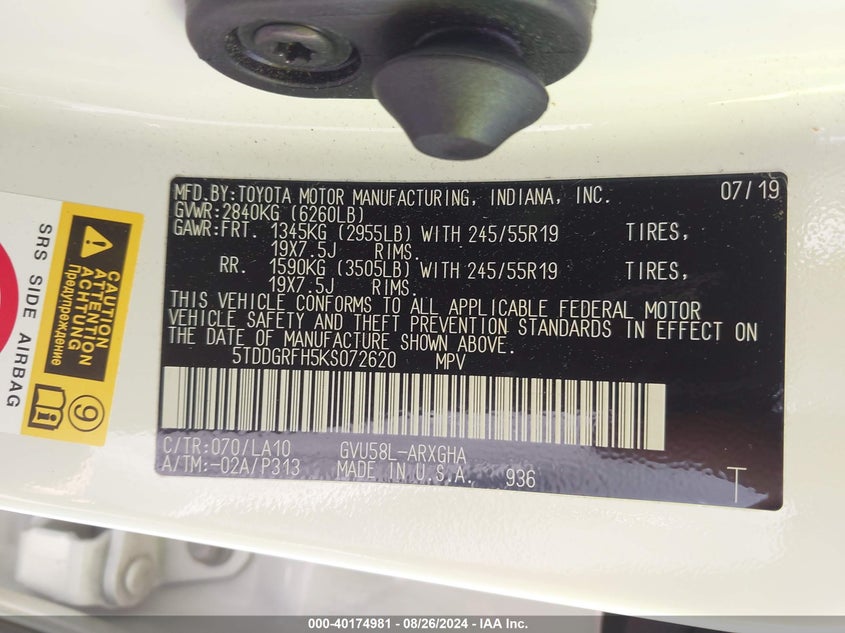 MFD.BY:TOYOTA MOTOR MANUFACTURING, INDIANA, INC. 07/19
GVWR:2840KG (6260LB)
GAWR:FRT. 1345KG (2955LB) WITH 245/55R19 TIRES,
19X7.5J RIMS.
RR. 1590KG (3505LB) WITH 245/55R19 TIRES,
19X7.5J RIMS.
THIS VEHICLE CONFORMS TO ALL APPLICABLE FEDERAL MOTOR
VEHICLE SAFETY AND THEFT PREVENTION STANDARDS IN EFFECT ON
THE DATE OF MANUFACTURE SHOWN ABOVE.
5TDDGRFH5KS072620 MPV
C/TR:070/LA10 GVU58L-ARXGHA
A/TM:-02A/P313 MADE IN U.S.A. 936 T
SRS SIDE AIRBAG
CAUTION
ATTENTION
ACHTUNG
Предупреждение
9
000-40174981 - 08/26/2024 - IAA Inc.